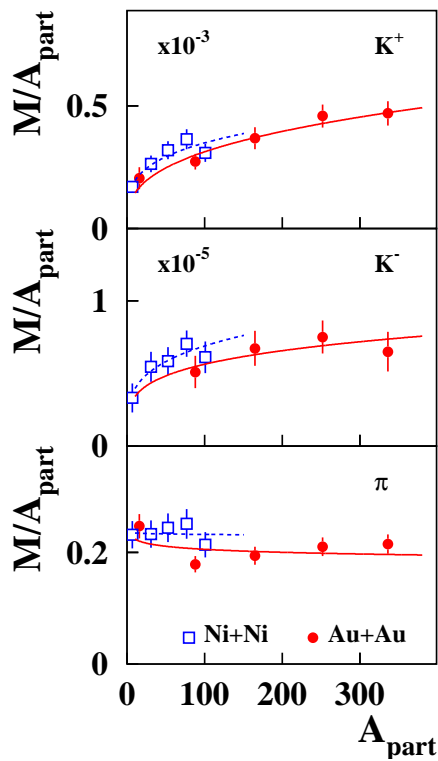 x10-3 K+
M/Apart
0.5
0
x10-5 K-
M/Apart
1
0
π
M/Apart
0.2
Ni+Ni Au+Au
0
0 100 200 300
Apart